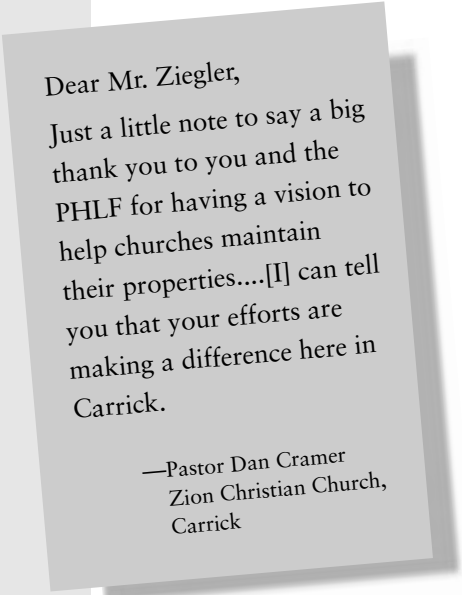 Dear Mr. Ziegler,
Just a little note to say a big
thank you to you and the
PHLF for having a vision to
help churches maintain
their properties....[I] can tell
you that your efforts are
making a difference here in
Carrick.
—Pastor Dan Cramer
Zion Christian Church,
Carrick